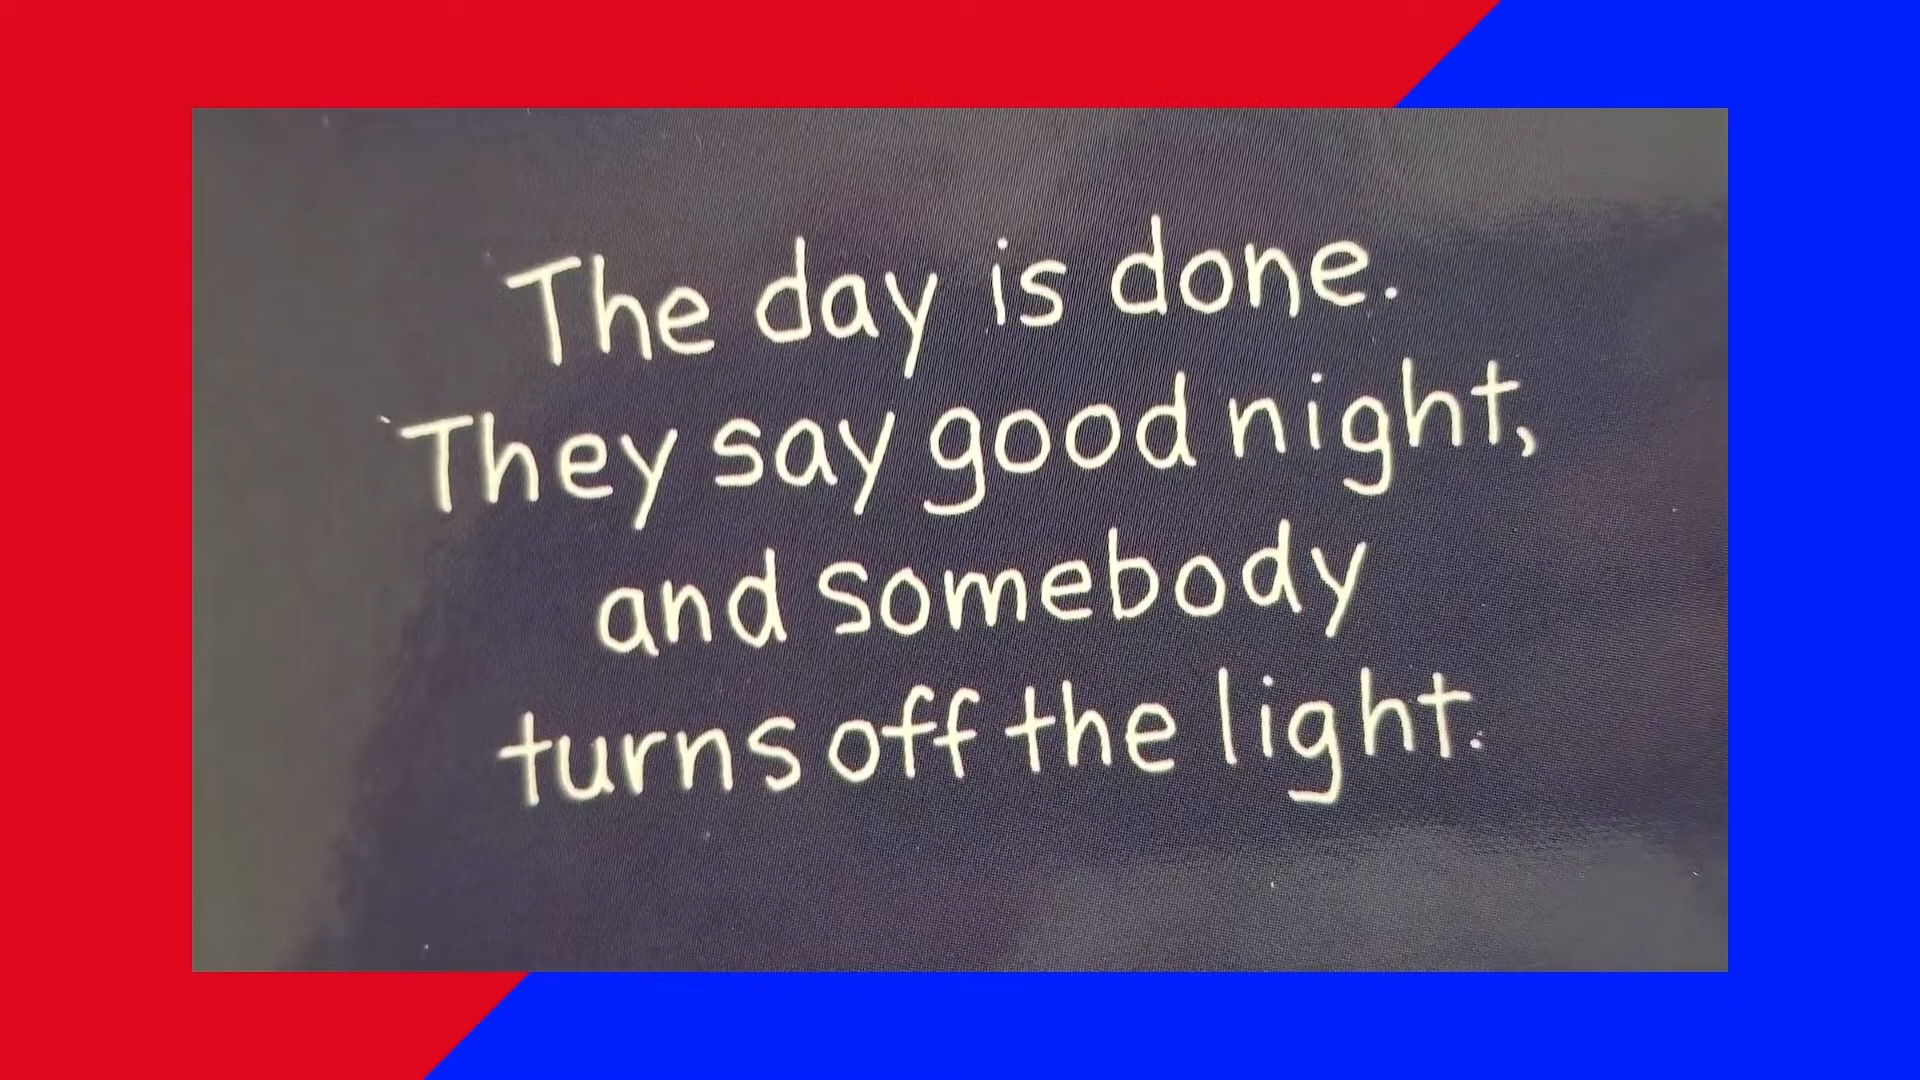 The day is done.
They say good night,
and somebody
turns off the light.